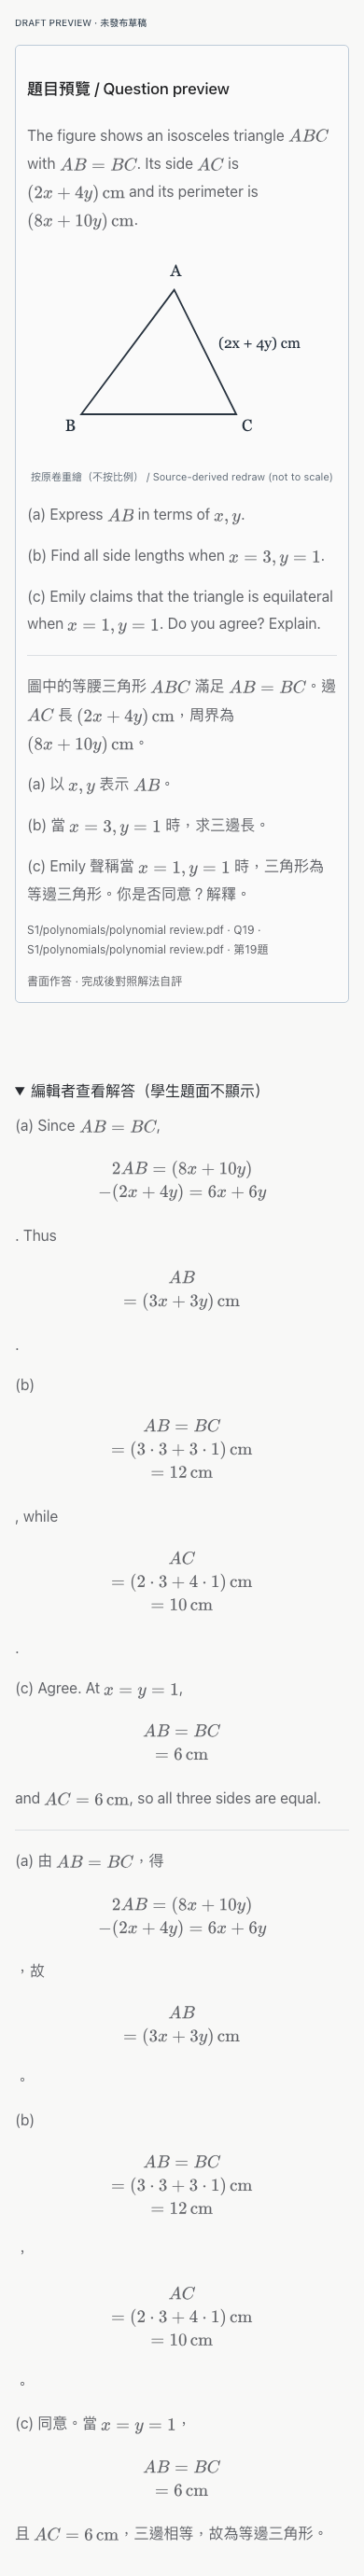 DRAFT PREVIEW · 未發布草稿
題目預覽 / Question preview
The figure shows an isosceles triangle ABC
with AB = BC. Its side AC is
(2x + 4y) cm and its perimeter is
(8x + 10y) cm.
A
(2x + 4y) cm
B
C
按原卷重繪（不按比例） / Source-derived redraw (not to scale)
(a) Express AB in terms of x, y.
(b) Find all side lengths when x = 3, y = 1.
(c) Emily claims that the triangle is equilateral
when x = 1, y = 1. Do you agree? Explain.
圖中的等腰三角形 ABC 滿足 AB = BC。邊
AC 長 (2x + 4y) cm，周界為
(8x + 10y) cm。
(a) 以 x, y 表示 AB。
(b) 當 x = 3, y = 1 時，求三邊長。
(c) Emily 聲稱當 x = 1, y = 1 時，三角形為
等邊三角形。你是否同意？解釋。
S1/polynomials/polynomial review.pdf · Q19 ·
S1/polynomials/polynomial review.pdf · 第19題
書面作答 · 完成後對照解法自評
▼ 編輯者查看解答（學生題面不顯示）
(a) Since AB = BC,
2AB = (8x + 10y)
−(2x + 4y) = 6x + 6y
. Thus
AB
= (3x + 3y) cm
.
(b)
AB = BC
= (3 · 3 + 3 · 1) cm
= 12 cm
, while
AC
= (2 · 3 + 4 · 1) cm
= 10 cm
.
(c) Agree. At x = y = 1,
AB = BC
= 6 cm
and AC = 6 cm, so all three sides are equal.
(a) 由 AB = BC，得
2AB = (8x + 10y)
−(2x + 4y) = 6x + 6y
，故
AB
= (3x + 3y) cm
。
(b)
AB = BC
= (3 · 3 + 3 · 1) cm
= 12 cm
，
AC
= (2 · 3 + 4 · 1) cm
= 10 cm
。
(c) 同意。當 x = y = 1，
AB = BC
= 6 cm
且 AC = 6 cm，三邊相等，故為等邊三角形。